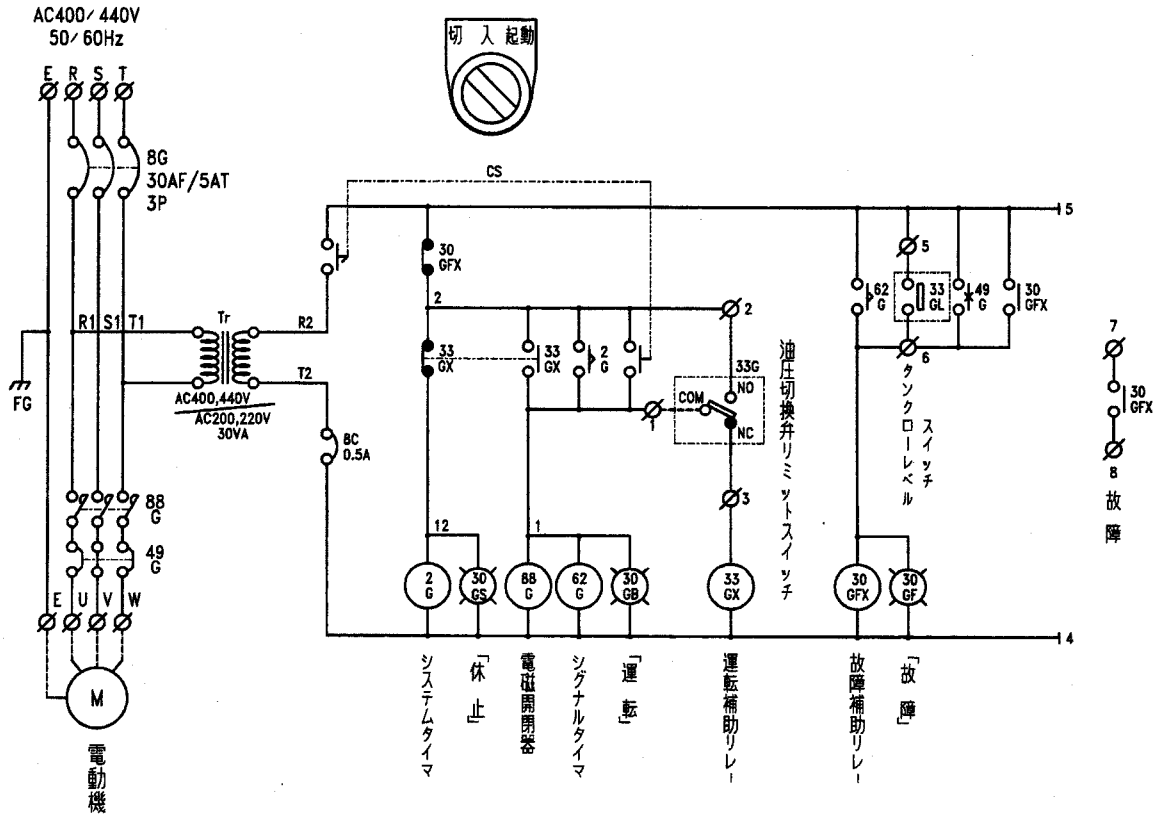 AC400/440V
50/60Hz
切 入 起動
E R S T
8G
30AF/5AT
3P
CS
5
30
GFX
5
62
G
33
GL
49
G
30
GFX
2
2
R1 S1 T1
Tr
R2
T2
FG
AC400,440V
AC200,220V
30VA
8C
0.5A
33
GX
33
GX
2
G
1
33G
COM
NO
NC
3
油圧切換弁リミットスイッチ
6
タンクローレベル
スイッチ
7
30
GFX
8
故障
88
G
49
G
E U V W
M
電動機
12
1
2
G
30
GS
88
G
62
G
30
GB
33
GX
30
GFX
30
GF
4
システムタイマ
「休止」
電磁開閉器
シグナルタイマ
「運転」
運転補助リレー
故障補助リレー
「故障」